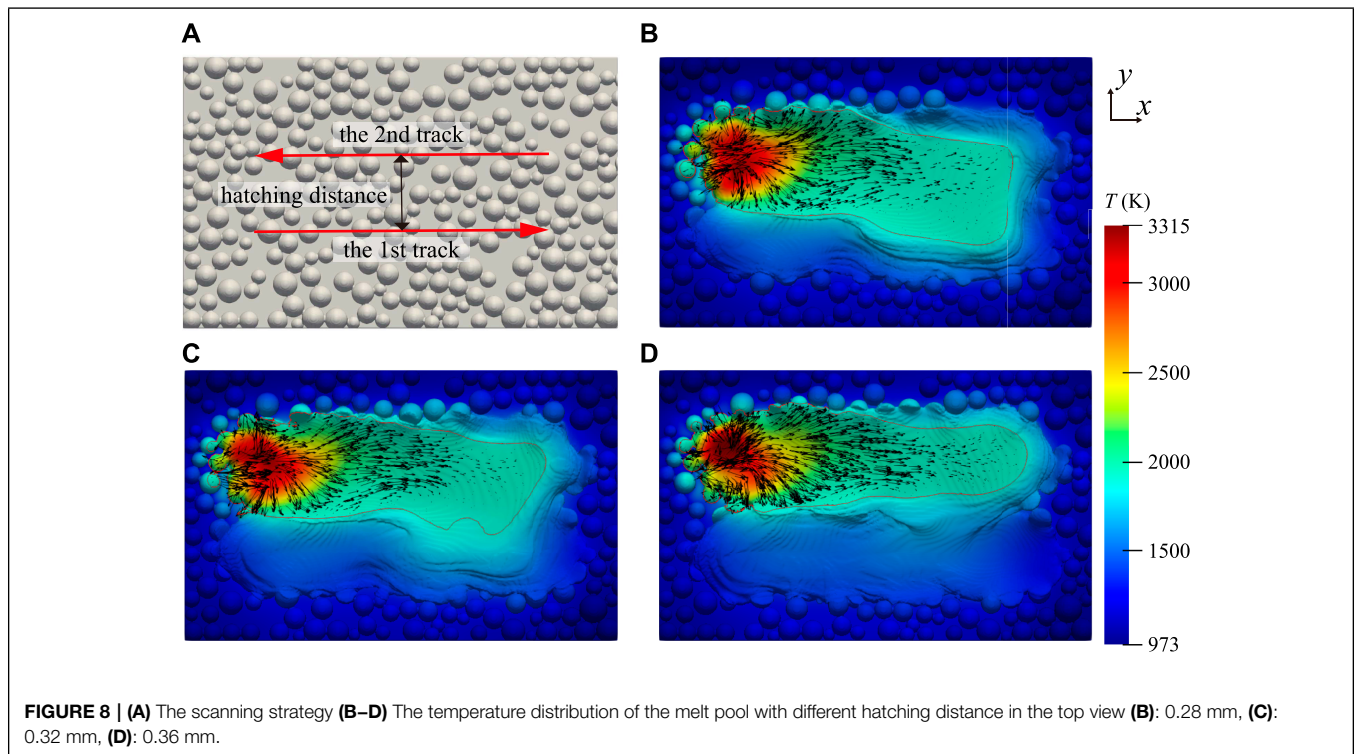 A
B
the 2nd track
hatching distance
the 1st track
y
x
T (K)
3315
3000
2500
2000
1500
973
C
D
FIGURE 8 | (A) The scanning strategy (B–D) The temperature distribution of the melt pool with different hatching distance in the top view (B): 0.28 mm, (C):
0.32 mm, (D): 0.36 mm.